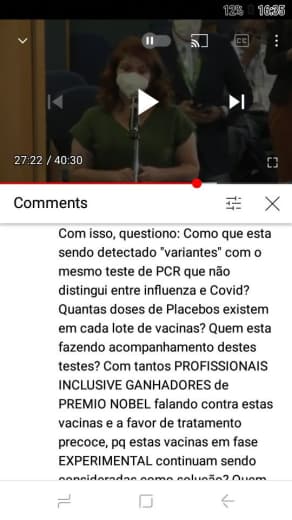 12% 16:35
CC
27:22 / 40:30
Comments
Com isso, questiono: Como que esta
sendo detectado "variantes" com o
mesmo teste de PCR que não
distingui entre influenza e Covid?
Quantas doses de Placebos existem
em cada lote de vacinas? Quem esta
fazendo acompanhamento destes
testes? Com tantos PROFISSIONAIS
INCLUSIVE GANHADORES de
PREMIO NOBEL falando contra estas
vacinas e a favor de tratamento
precoce, pq estas vacinas em fase
EXPERIMENTAL continuam sendo
consideradas como solução? Quem